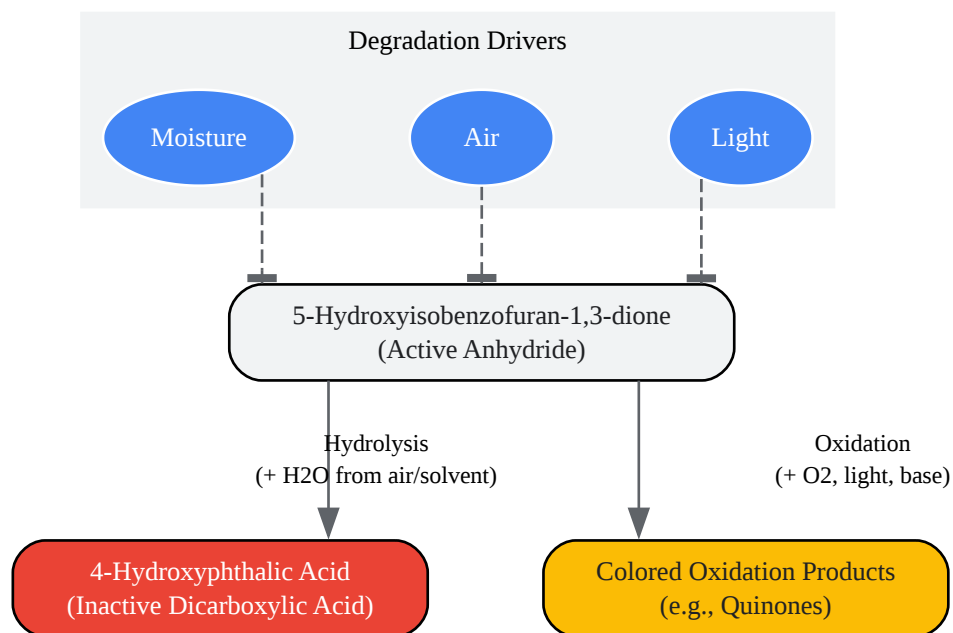 Degradation Drivers
Moisture
Air
Light
5-Hydroxyisobenzofuran-1,3-dione
(Active Anhydride)
Hydrolysis
(+ H2O from air/solvent)
Oxidation
(+ O2, light, base)
4-Hydroxyphthalic Acid
(Inactive Dicarboxylic Acid)
Colored Oxidation Products
(e.g., Quinones)